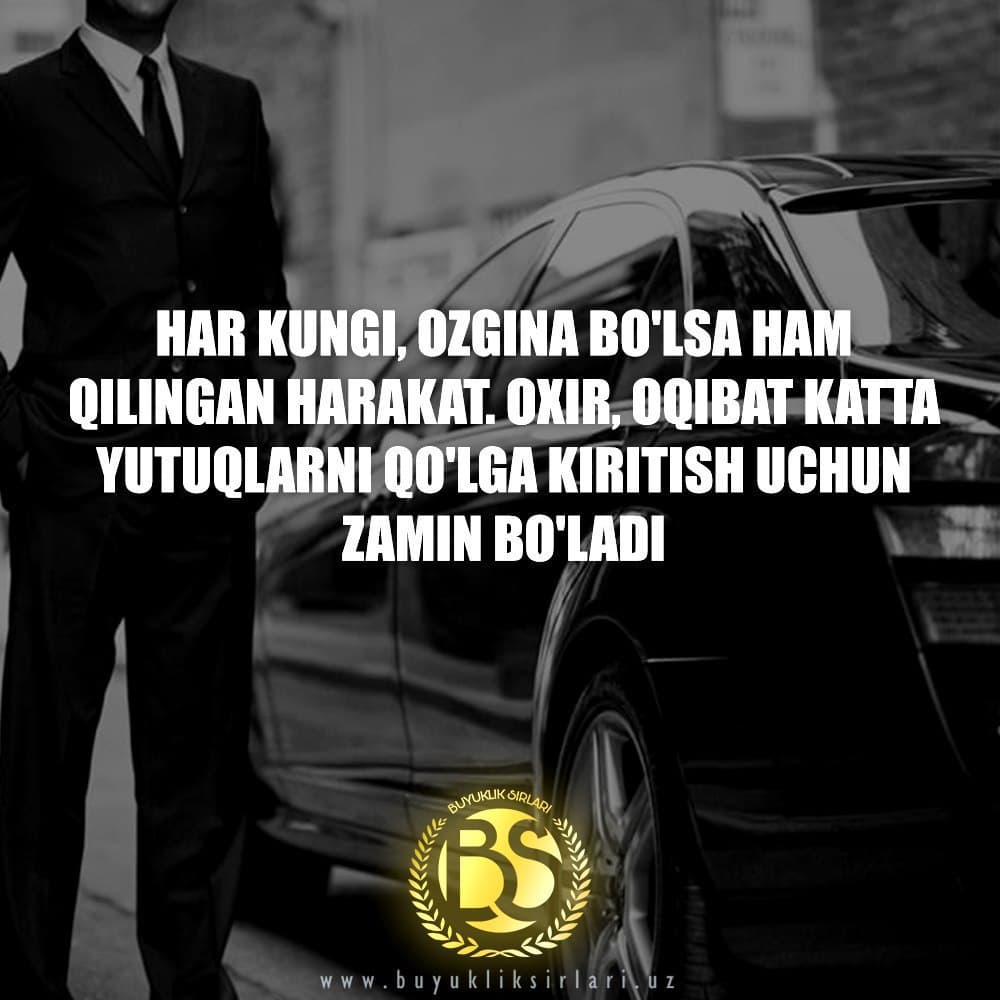 HAR KUNGI, OZGINA BO'LSA HAM
QILINGAN HARAKAT. OXIR, OQIBAT KATTA
YUTUQLARNI QO'LGA KIRITISH UCHUN
ZAMIN BO'LADI
BUYUKLIK SIRLARI
BS
www.buyukliksirlari.uz